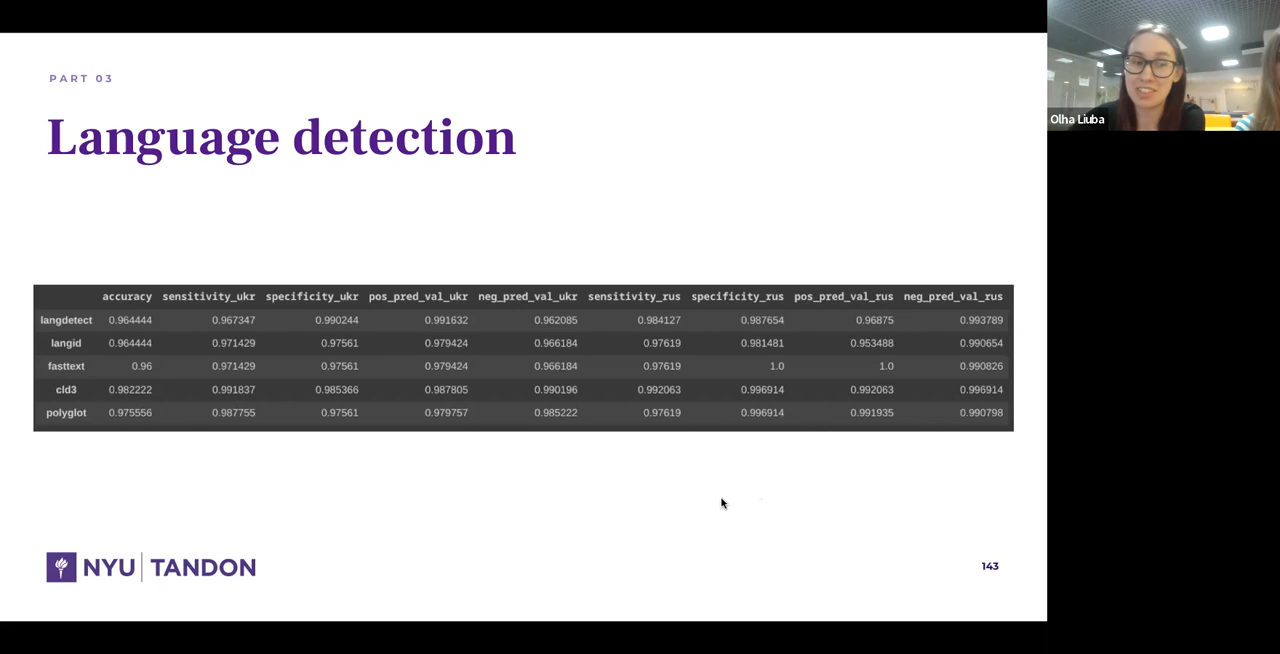 PART 03
Language detection
accuracy sensitivity_ukr specificity_ukr pos_pred_val_ukr neg_pred_val_ukr sensitivity_rus specificity_rus pos_pred_val_rus neg_pred_val_rus
langdetect 0.964444 0.967347 0.990244 0.991632 0.962085 0.984127 0.987654 0.96875 0.993789
langid 0.964444 0.971429 0.97561 0.979424 0.966184 0.97619 0.981481 0.953488 0.990654
fasttext 0.96 0.971429 0.97561 0.979424 0.966184 0.97619 1.0 1.0 0.990826
cld3 0.982222 0.991837 0.985366 0.987805 0.990196 0.992063 0.996914 0.992063 0.996914
polyglot 0.975556 0.987755 0.97561 0.979757 0.985222 0.97619 0.996914 0.991935 0.990798
NYU TANDON
143
Olha Liuba